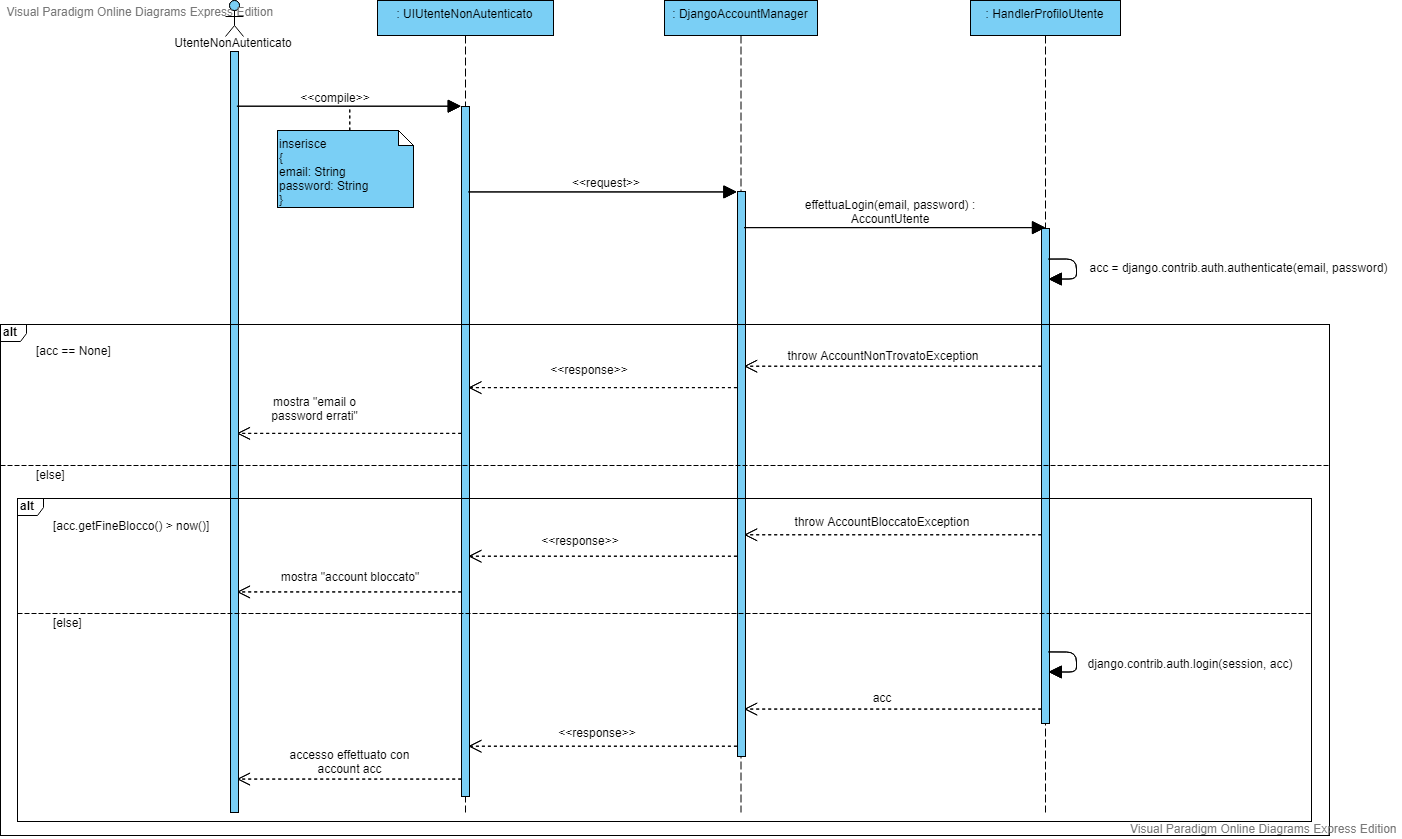 Visual Paradigm Online Diagrams Express Edition
UtenteNonAutenticato
: UIUtenteNonAutenticato
: DjangoAccountManager
: HandlerProfiloUtente
<<compile>>
inserisce
{
email: String
password: String
}
<<request>>
effettuaLogin(email, password) :
AccountUtente
acc = django.contrib.auth.authenticate(email, password)
alt
[acc == None]
throw AccountNonTrovatoException
<<response>>
mostra "email o
password errati"
[else]
alt
[acc.getFineBlocco() > now()]
throw AccountBloccatoException
<<response>>
mostra "account bloccato"
[else]
django.contrib.auth.login(session, acc)
acc
<<response>>
accesso effettuato con
account acc
Visual Paradigm Online Diagrams Express Edition